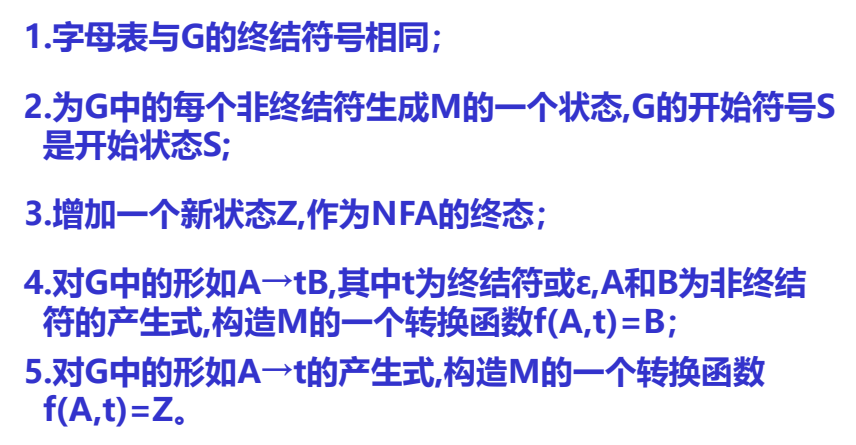 1.字母表与G的终结符号相同；
2.为G中的每个非终结符生成M的一个状态,G的开始符号S
是开始状态S;
3.增加一个新状态Z,作为NFA的终态；
4.对G中的形如A→tB,其中t为终结符或ε,A和B为非终结
符的产生式,构造M的一个转换函数f(A,t)=B；
5.对G中的形如A→t的产生式,构造M的一个转换函数
f(A,t)=Z。